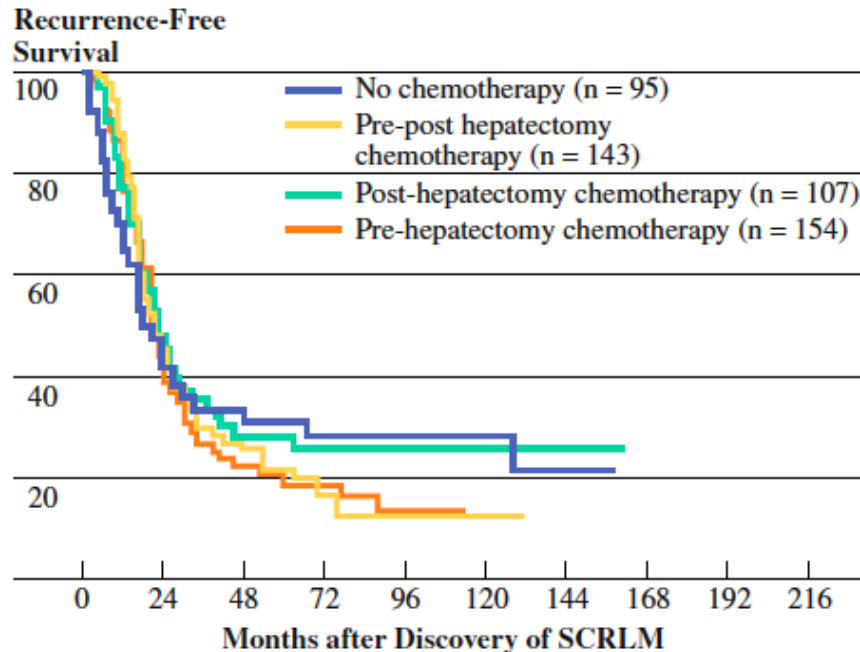 Recurrence-Free
Survival
100
No chemotherapy (n = 95)
Pre-post hepatectomy
chemotherapy (n = 143)
80
Post-hepatectomy chemotherapy (n = 107)
Pre-hepatectomy chemotherapy (n = 154)
60
40
20
0 24 48 72 96 120 144 168 192 216
Months after Discovery of SCRLM